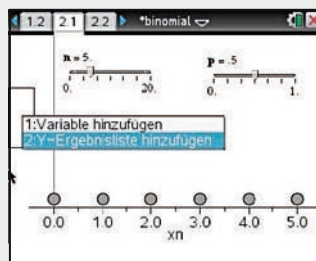 1.2 2.1 2.2 *binomial
n = 5.
0. 20.
p = .5
0. 1.
1:Variable hinzufügen
2:Y=Ergebnisliste hinzufügen
0.0 1.0 2.0 3.0 4.0 5.0
xn